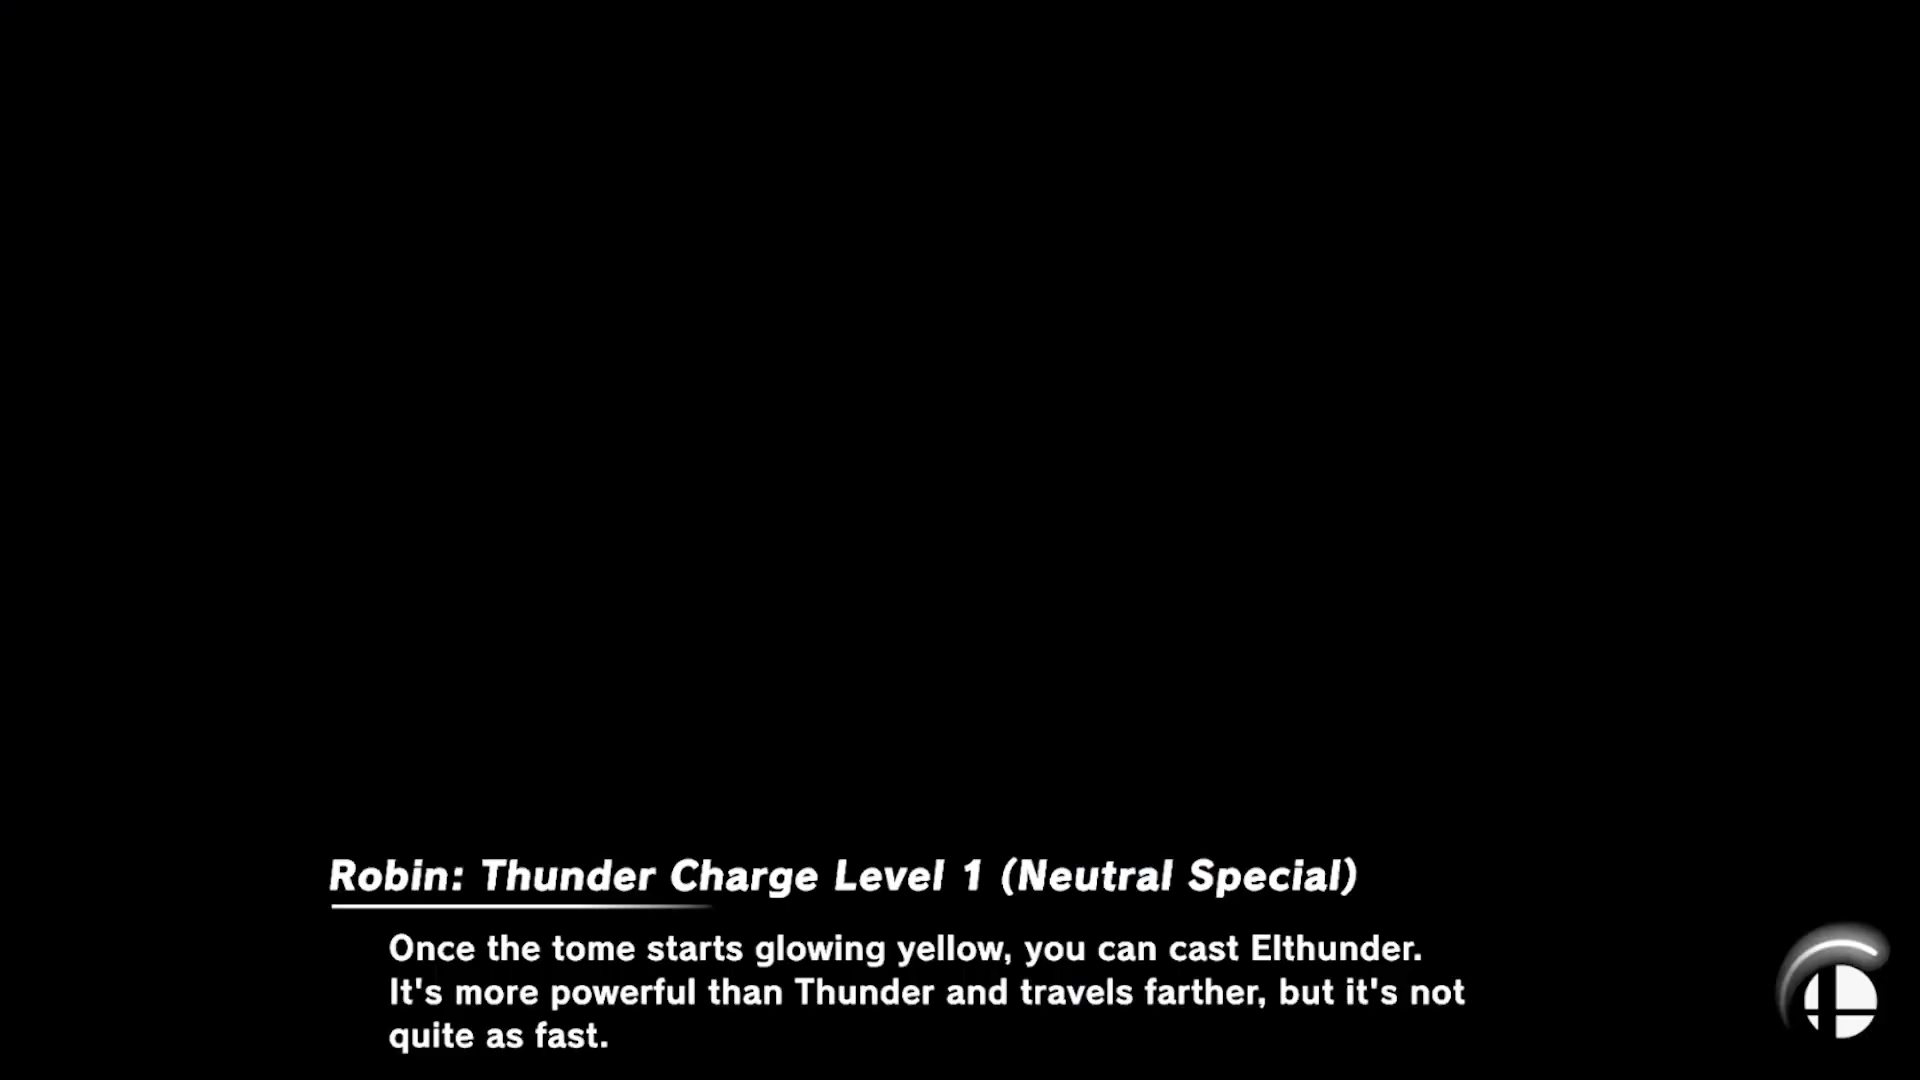 Robin: Thunder Charge Level 1 (Neutral Special)
Once the tome starts glowing yellow, you can cast Elthunder.
It's more powerful than Thunder and travels farther, but it's not
quite as fast.